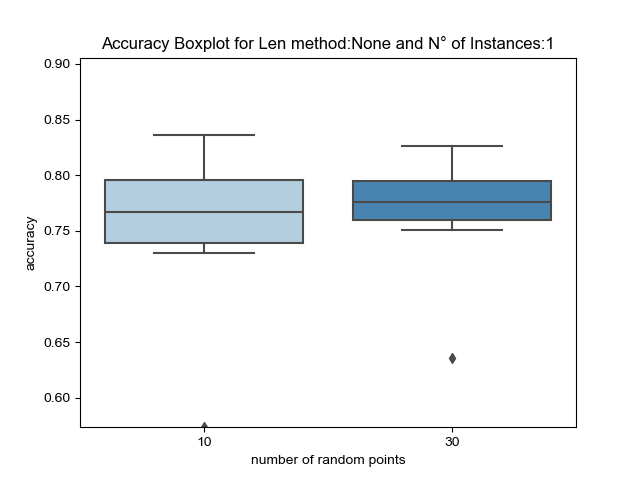 Accuracy Boxplot for Len method:None and N° of Instances:1
0.90
0.85
0.80
0.75
0.70
0.65
0.60
accuracy
10 30
number of random points